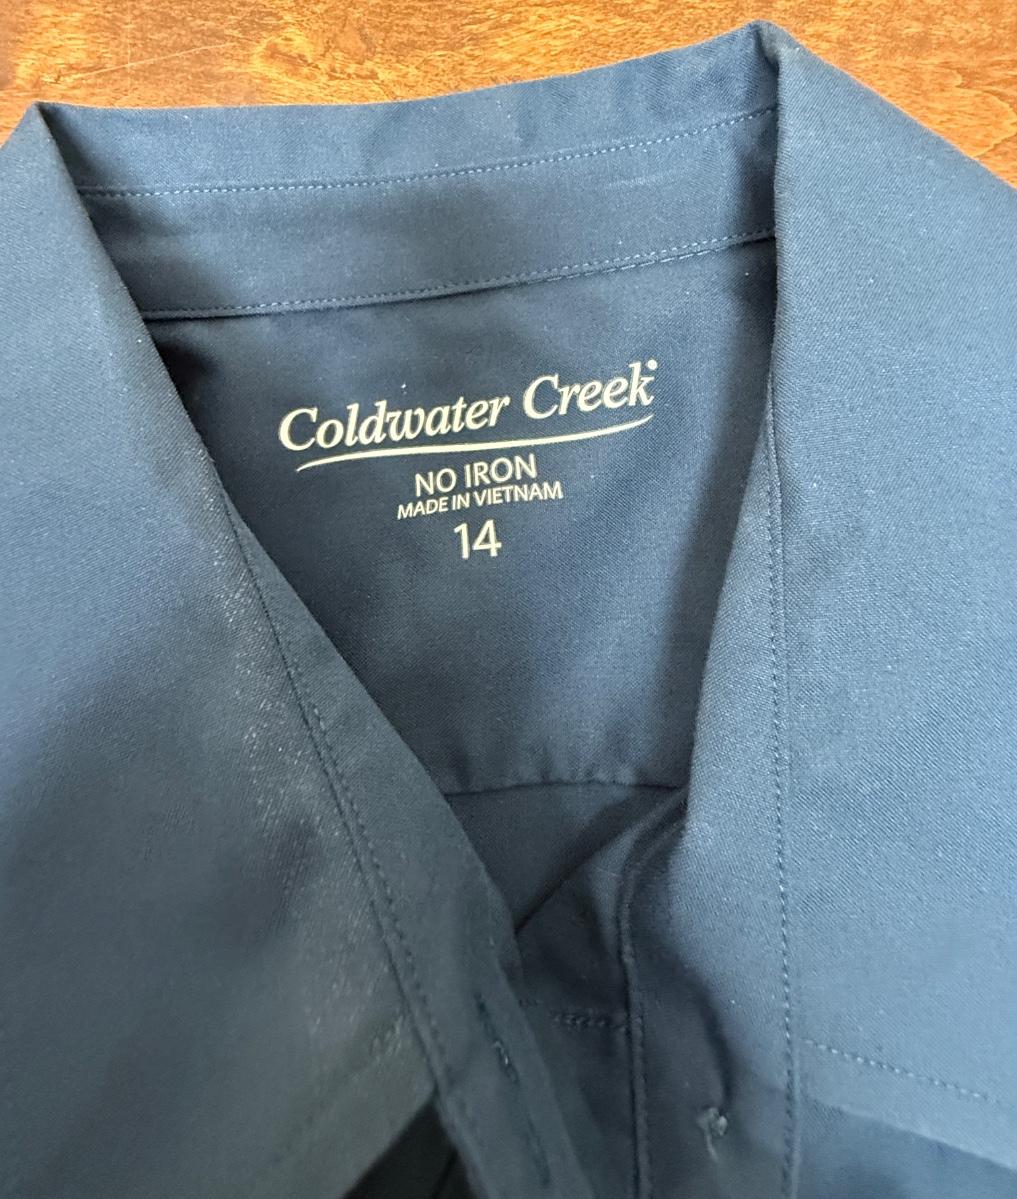 Coldwater Creek®
NO IRON
MADE IN VIETNAM
14